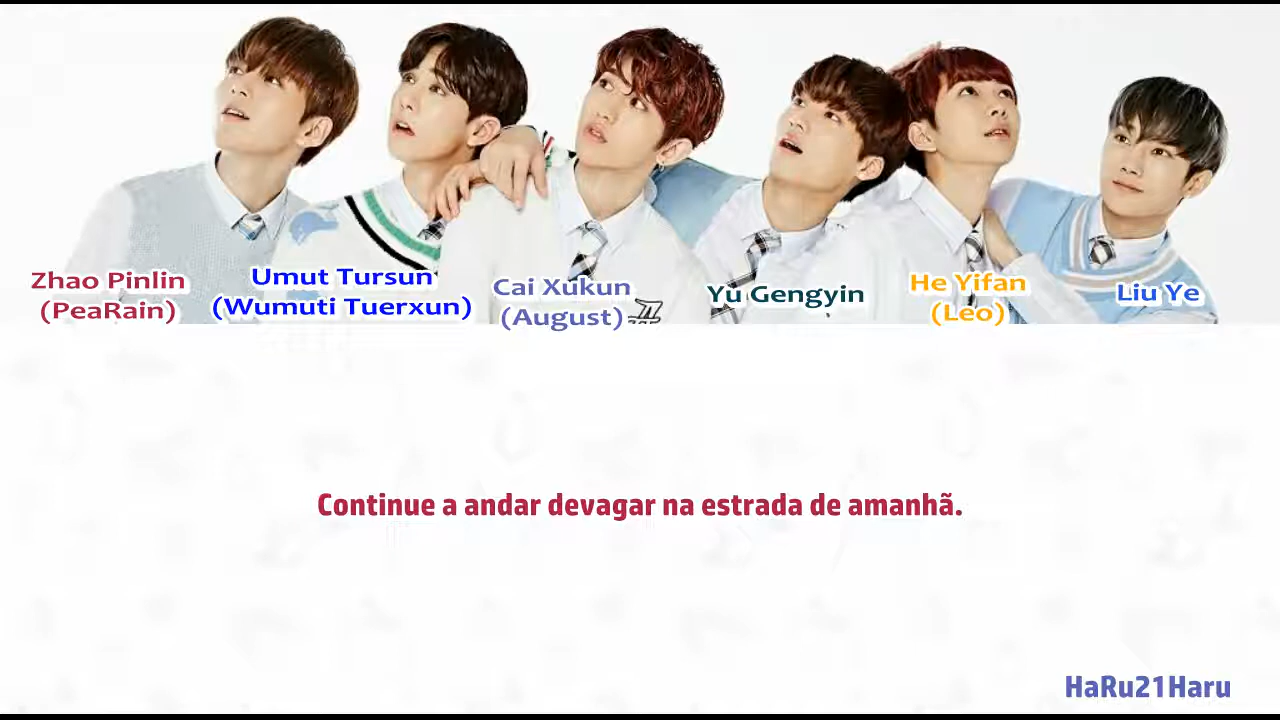 Zhao Pinlin
(PeaRain)
Umut Tursun
(Wumuti Tuerxun)
Cai Xukun
(August)
Yu Gengyin
He Yifan
(Leo)
Liu Ye
Continue a andar devagar na estrada de amanhã.
HaRu21Haru